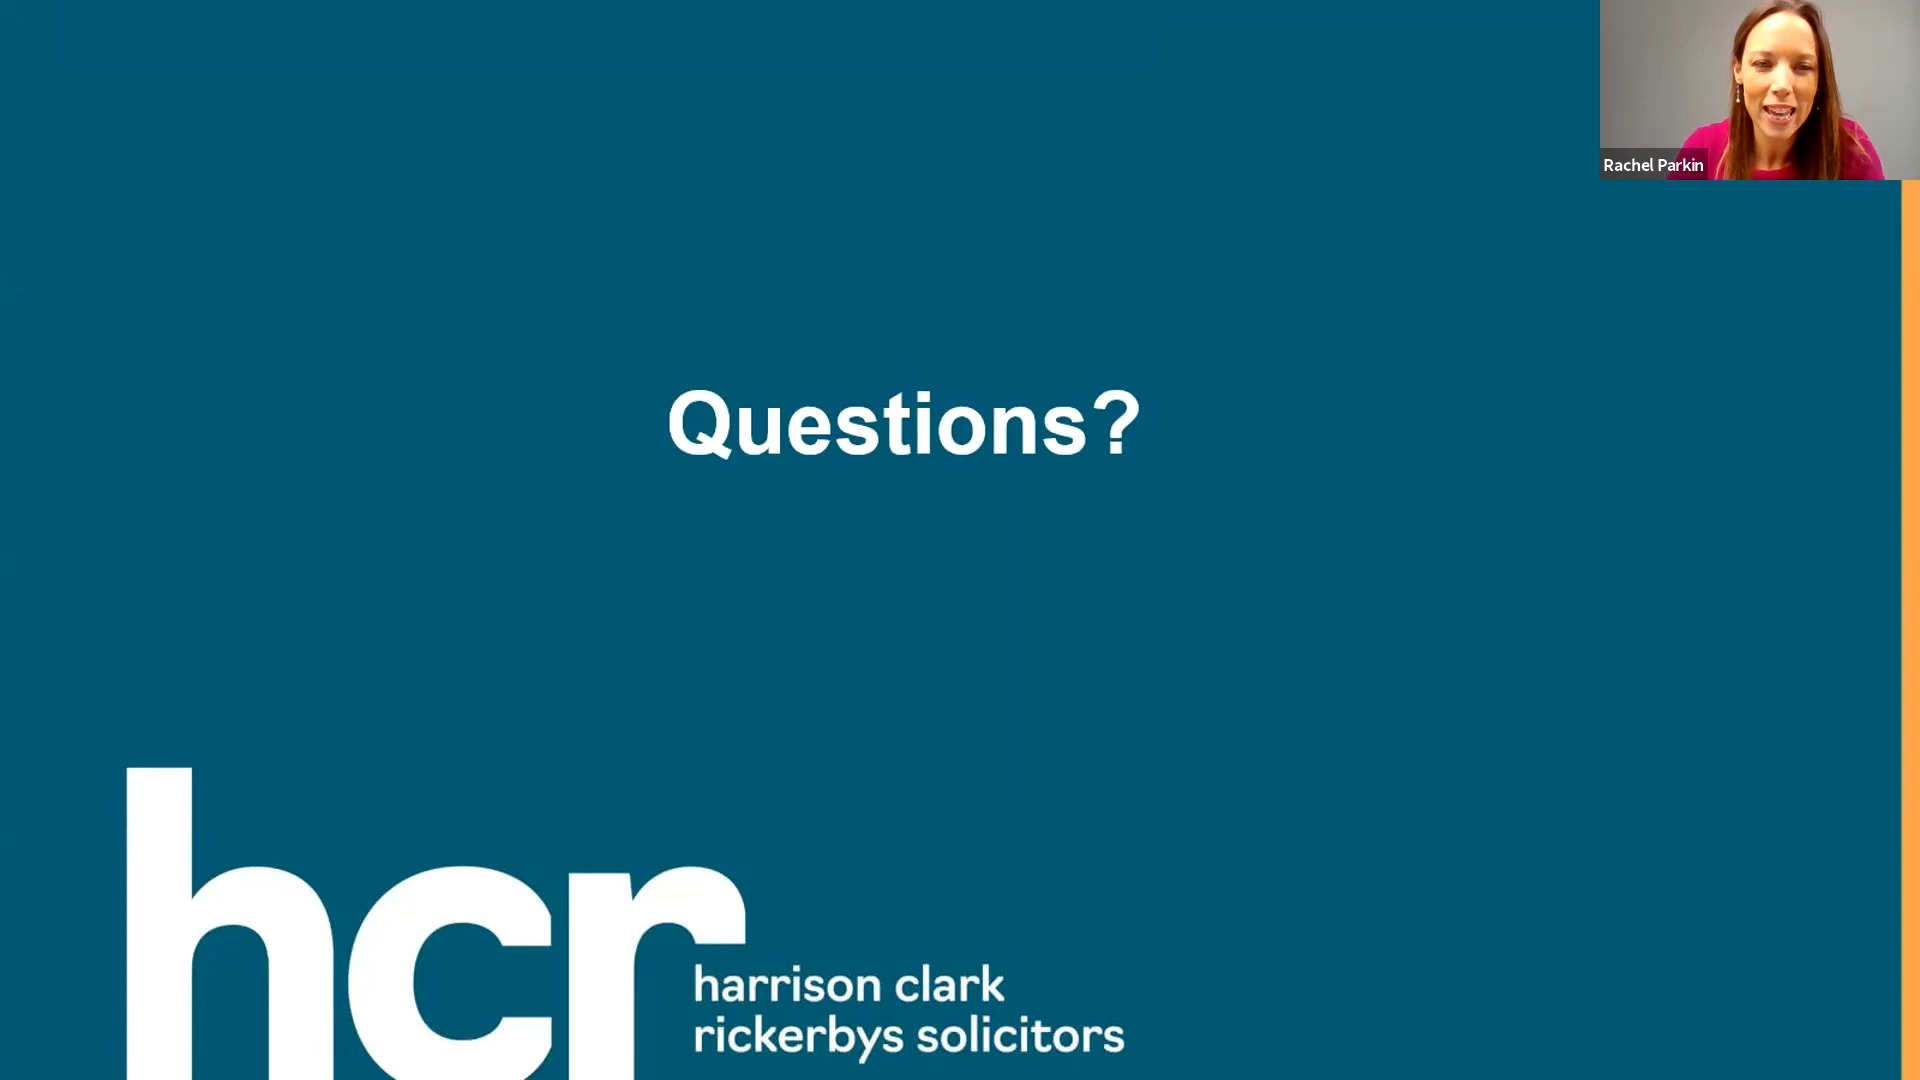 Rachel Parkin
Questions?
hcr
harrison clark
rickerbys solicitors